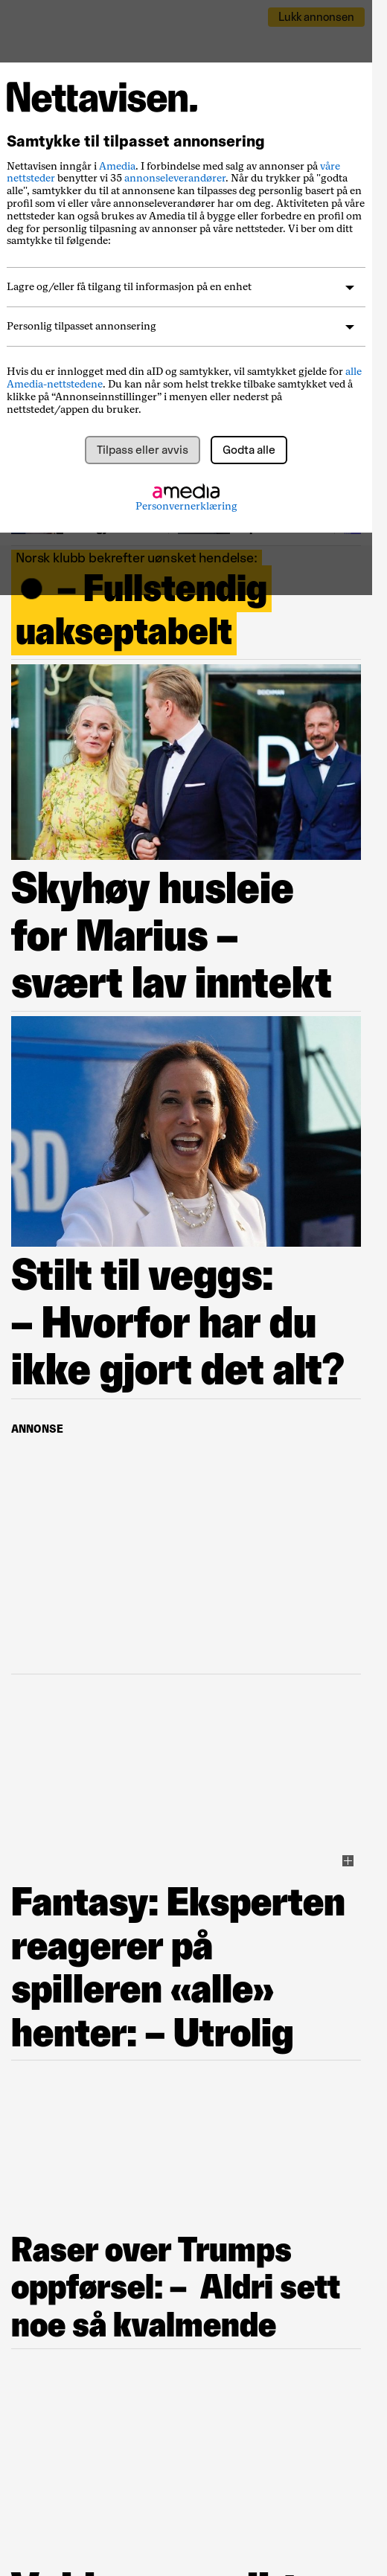 Lukk annonsen
Nettavisen.
Samtykke til tilpasset annonsering
Nettavisen inngår i Amedia. I forbindelse med salg av annonser på våre
nettsteder benytter vi 35 annonseleverandører. Når du trykker på "godta
alle", samtykker du til at annonsene kan tilpasses deg personlig basert på en
profil som vi eller våre annonseleverandører har om deg. Aktiviteten på våre
nettsteder kan også brukes av Amedia til å bygge eller forbedre en profil om
deg for personlig tilpasning av annonser på våre nettsteder. Vi ber om ditt
samtykke til følgende:
Lagre og/eller få tilgang til informasjon på en enhet
Personlig tilpasset annonsering
Hvis du er innlogget med din aID og samtykker, vil samtykket gjelde for alle
Amedia-nettstedene. Du kan når som helst trekke tilbake samtykket ved å
klikke på “Annonseinnstillinger” i menyen eller nederst på
nettstedet/appen du bruker.
Tilpass eller avvis
Godta alle
amedia
Personvernerklæring
Norsk klubb bekrefter uønsket hendelse:
● – Fullstendig
uakseptabelt
Skyhøy husleie
for Marius –
svært lav inntekt
Stilt til veggs:
– Hvorfor har du
ikke gjort det alt?
ANNONSE
Fantasy: Eksperten
reagerer på
spilleren «alle»
henter: – Utrolig
Raser over Trumps
oppførsel: – Aldri sett
noe så kvalmende